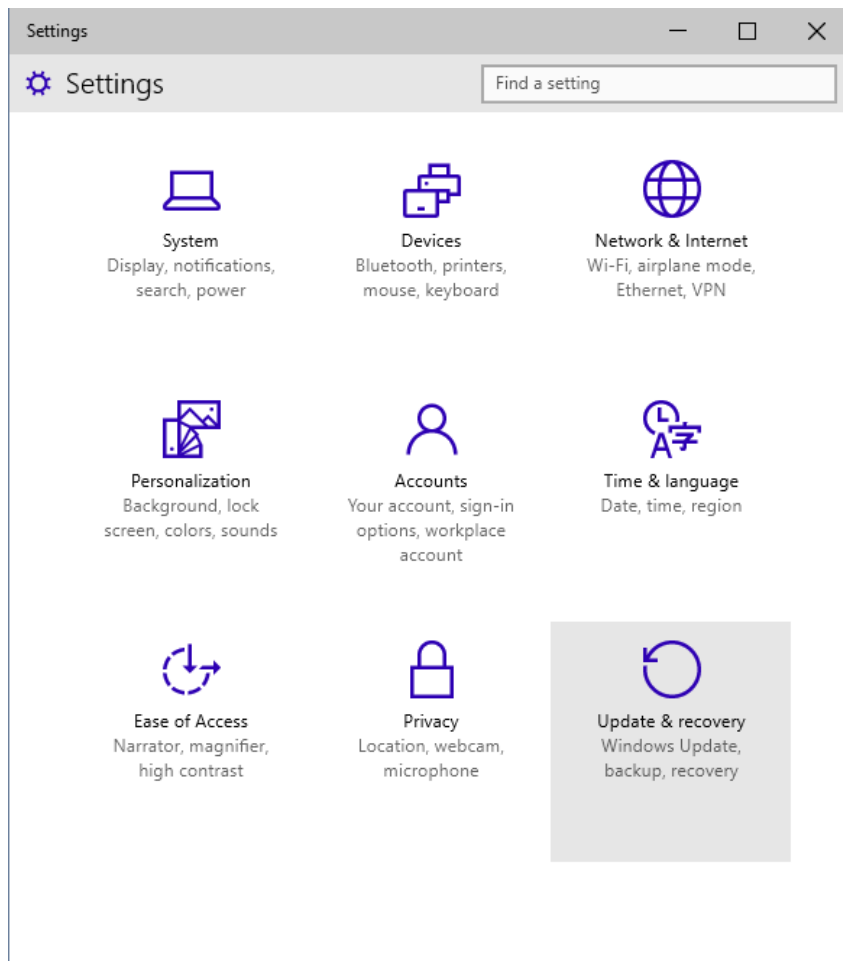 Settings
Settings
Find a setting
System
Display, notifications,
search, power
Devices
Bluetooth, printers,
mouse, keyboard
Network & Internet
Wi-Fi, airplane mode,
Ethernet, VPN
Personalization
Background, lock
screen, colors, sounds
Accounts
Your account, sign-in
options, workplace
account
A字
Time & language
Date, time, region
Ease of Access
Narrator, magnifier,
high contrast
Privacy
Location, webcam,
microphone
Update & recovery
Windows Update,
backup, recovery